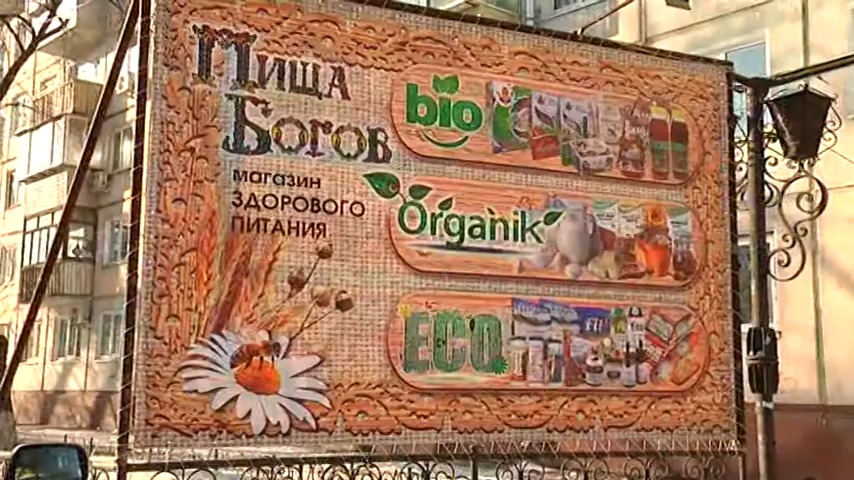 Пища
Богов
МАГАЗИН
ЗДОРОВОГО
ПИТАНИЯ
bio
Organik
ECO